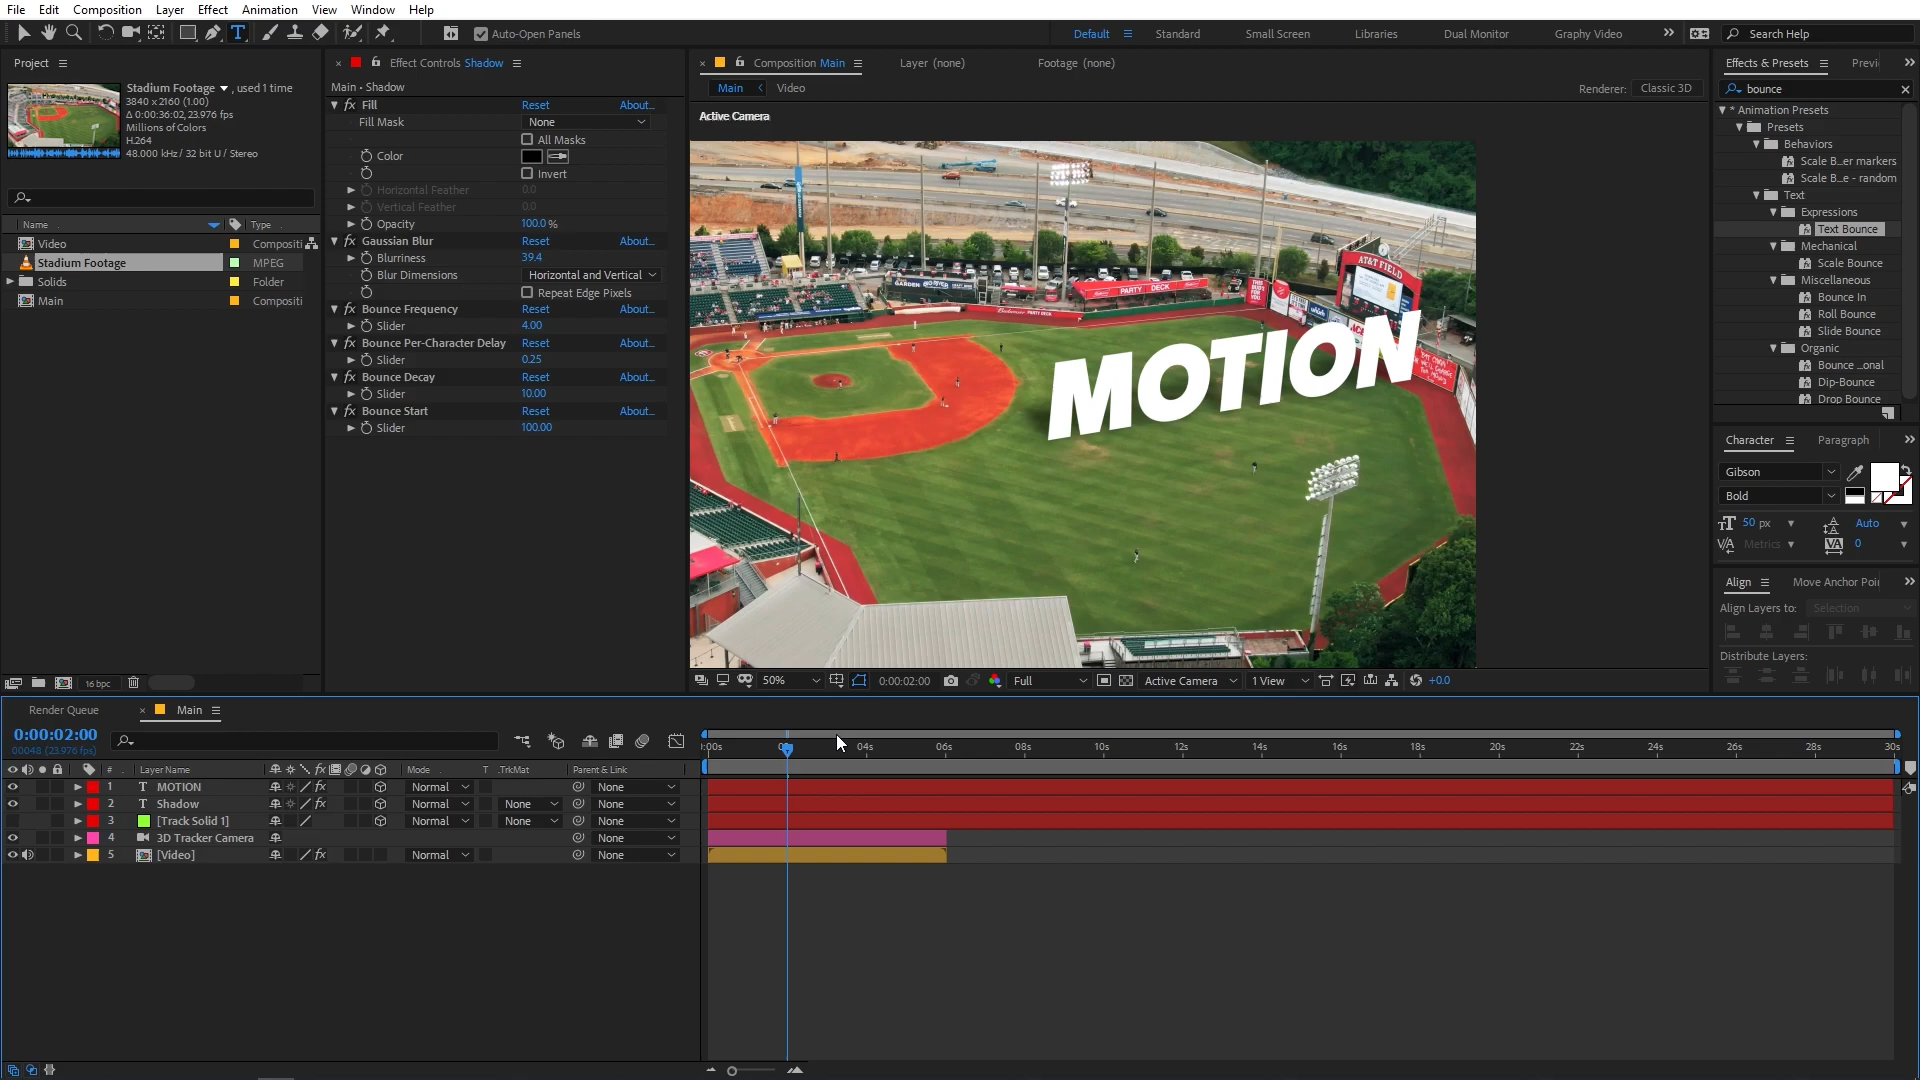 File Edit Composition Layer Effect Animation View Window Help
Auto-Open Panels
Default Standard Small Screen Libraries Dual Monitor Graphy Video
Search Help
Project
Stadium Footage , used 1 time
3840 x 2160 (1.00)
Δ 0:00:36:02, 23.976 fps
Millions of Colors
H.264
48.000 kHz / 32 bit U / Stereo
Name Type
Video Compositi
Stadium Footage MPEG
Solids Folder
Main Compositi
16 bpc
Effect Controls Shadow
Main • Shadow
fx Fill Reset About...
Fill Mask None
All Masks
Color
Invert
Horizontal Feather 0.0
Vertical Feather 0.0
Opacity 100.0 %
fx Gaussian Blur Reset About...
Blurriness 39.4
Blur Dimensions Horizontal and Vertical
Repeat Edge Pixels
fx Bounce Frequency Reset About...
Slider 4.00
fx Bounce Per-Character Delay Reset About...
Slider 0.25
fx Bounce Decay Reset About...
Slider 10.00
fx Bounce Start Reset About...
Slider 100.00
Composition Main Layer (none) Footage (none)
Main Video
Renderer: Classic 3D
Active Camera
AT&T FIELD
PARTY DECK
GARDEN
MOTION
50% 0:00:02:00 Full Active Camera 1 View +0.0
Effects & Presets Previ
bounce
* Animation Presets
Presets
Behaviors
Scale B...er markers
Scale B...e - random
Text
Expressions
Text Bounce
Mechanical
Scale Bounce
Miscellaneous
Bounce In
Roll Bounce
Slide Bounce
Organic
Bounce ...onal
Dip-Bounce
Drop Bounce
Character Paragraph
Gibson
Bold
50 px Auto
Metrics 0
Align Move Anchor Poi
Align Layers to: Selection
Distribute Layers:
Render Queue Main
0:00:02:00
00048 (23.976 fps)
:00s 04s 06s 08s 10s 12s 14s 16s 18s 20s 22s 24s 26s 28s 30s
# Layer Name Mode T .TrkMat Parent & Link
1 T MOTION Normal None
2 T Shadow Normal None None
3 [Track Solid 1] Normal None None
4 3D Tracker Camera None
5 [Video] Normal None